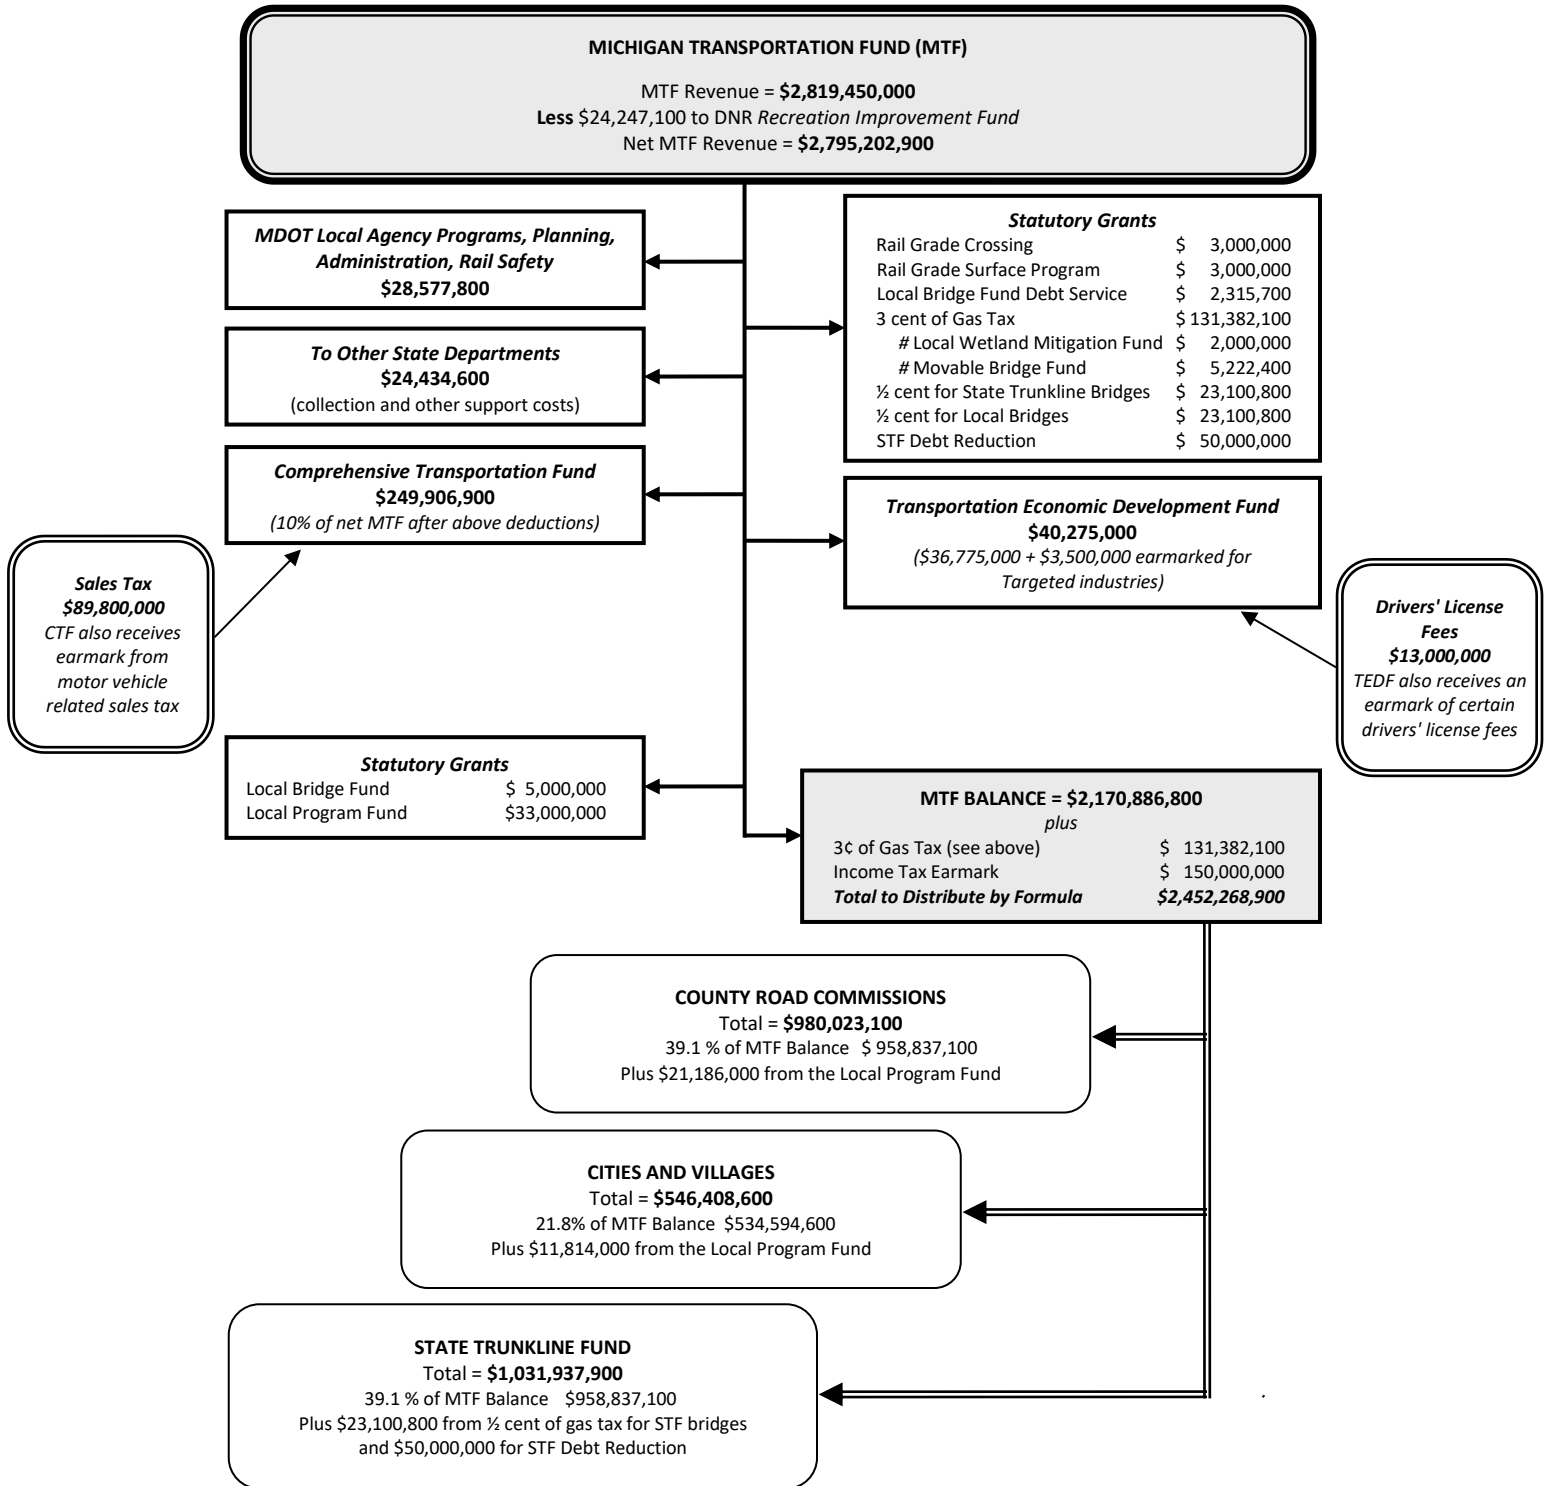 MICHIGAN TRANSPORTATION FUND (MTF)
MTF Revenue = $2,819,450,000
Less $24,247,100 to DNR Recreation Improvement Fund
Net MTF Revenue = $2,795,202,900
MDOT Local Agency Programs, Planning,
Administration, Rail Safety
$28,577,800
Statutory Grants
Rail Grade Crossing $ 3,000,000
Rail Grade Surface Program $ 3,000,000
Local Bridge Fund Debt Service $ 2,315,700
3 cent of Gas Tax $ 131,382,100
# Local Wetland Mitigation Fund $ 2,000,000
# Movable Bridge Fund $ 5,222,400
½ cent for State Trunkline Bridges $ 23,100,800
½ cent for Local Bridges $ 23,100,800
STF Debt Reduction $ 50,000,000
To Other State Departments
$24,434,600
(collection and other support costs)
Comprehensive Transportation Fund
$249,906,900
(10% of net MTF after above deductions)
Transportation Economic Development Fund
$40,275,000
($36,775,000 + $3,500,000 earmarked for
Targeted industries)
Sales Tax
$89,800,000
CTF also receives
earmark from
motor vehicle
related sales tax
Drivers' License
Fees
$13,000,000
TEDF also receives an
earmark of certain
drivers' license fees
Statutory Grants
Local Bridge Fund $ 5,000,000
Local Program Fund $33,000,000
MTF BALANCE = $2,170,886,800
plus
3¢ of Gas Tax (see above) $ 131,382,100
Income Tax Earmark $ 150,000,000
Total to Distribute by Formula $2,452,268,900
COUNTY ROAD COMMISSIONS
Total = $980,023,100
39.1 % of MTF Balance $ 958,837,100
Plus $21,186,000 from the Local Program Fund
CITIES AND VILLAGES
Total = $546,408,600
21.8% of MTF Balance $534,594,600
Plus $11,814,000 from the Local Program Fund
STATE TRUNKLINE FUND
Total = $1,031,937,900
39.1 % of MTF Balance $958,837,100
Plus $23,100,800 from ½ cent of gas tax for STF bridges
and $50,000,000 for STF Debt Reduction